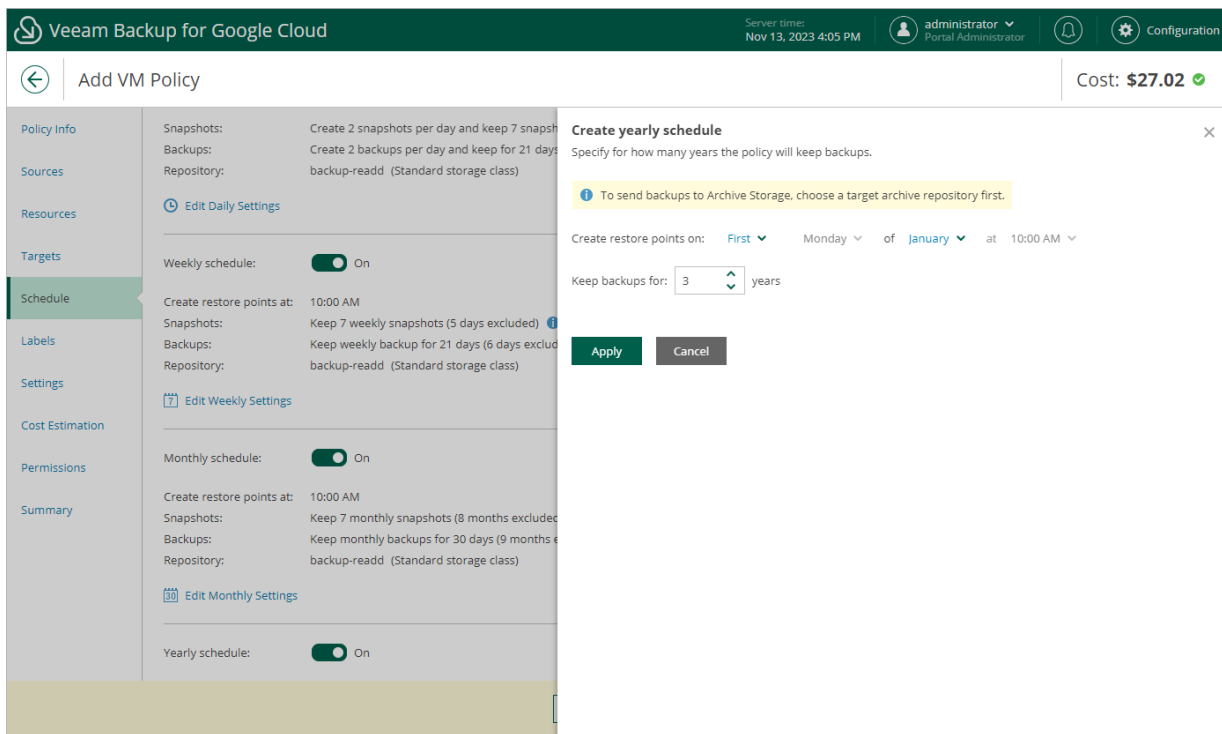 Veeam Backup for Google Cloud
Server time:
Nov 13, 2023 4:05 PM
administrator
Portal Administrator
Configuration
Add VM Policy
Cost: $27.02
Policy Info
Sources
Resources
Targets
Schedule
Labels
Settings
Cost Estimation
Permissions
Summary
Snapshots: Create 2 snapshots per day and keep 7 snapsh
Backups: Create 2 backups per day and keep for 21 days
Repository: backup-readd (Standard storage class)
Edit Daily Settings
Weekly schedule: On
Create restore points at: 10:00 AM
Snapshots: Keep 7 weekly snapshots (5 days excluded)
Backups: Keep weekly backup for 21 days (6 days exclud
Repository: backup-readd (Standard storage class)
7 Edit Weekly Settings
Monthly schedule: On
Create restore points at: 10:00 AM
Snapshots: Keep 7 monthly snapshots (8 months excluded
Backups: Keep monthly backups for 30 days (9 months e
Repository: backup-readd (Standard storage class)
30 Edit Monthly Settings
Yearly schedule: On
Create yearly schedule
Specify for how many years the policy will keep backups.
To send backups to Archive Storage, choose a target archive repository first.
Create restore points on: First Monday of January at 10:00 AM
Keep backups for: 3 years
Apply Cancel